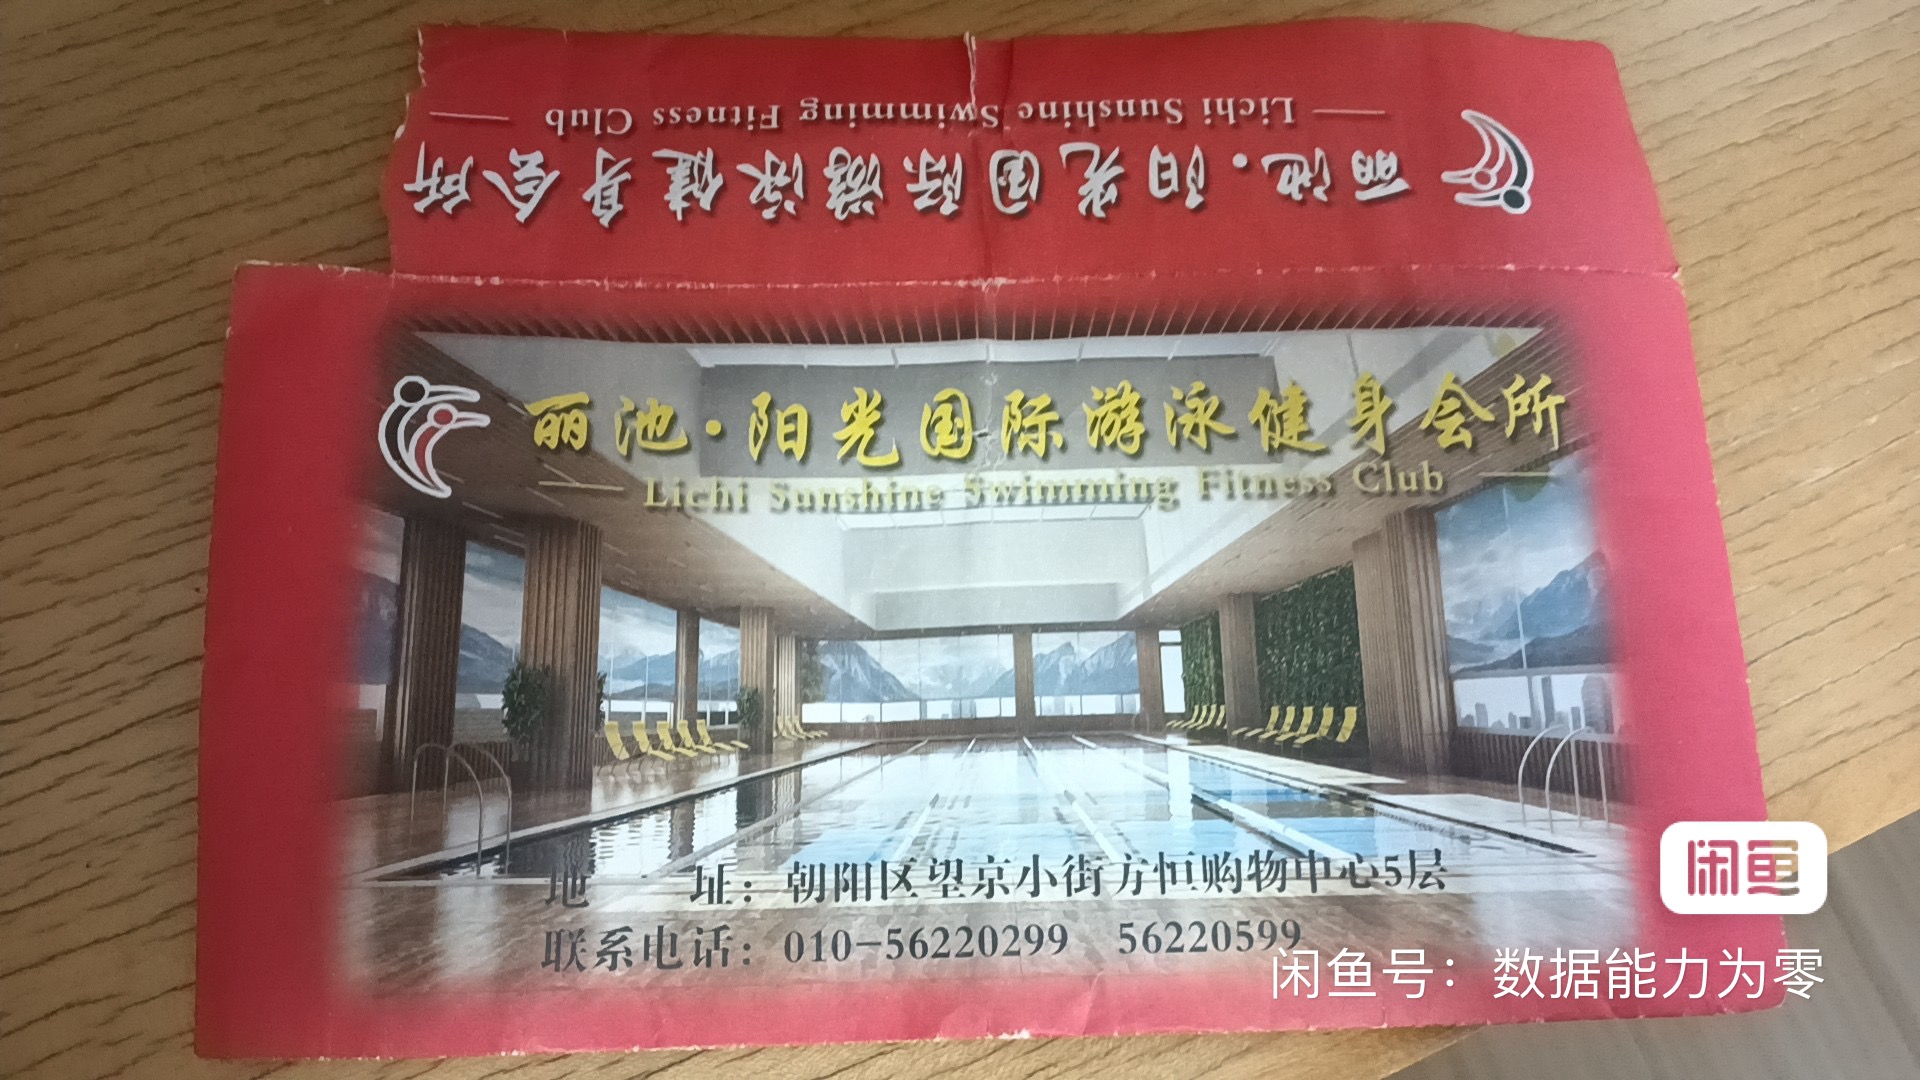 丽池·阳光国际游泳健身会所
Lichi Sunshine Swimming Fitness Club
丽池·阳光国际游泳健身会所
Lichi Sunshine Swimming Fitness Club
地 址：朝阳区望京小街方恒购物中心5层
联系电话：010-56220299 56220599
闲鱼
闲鱼号：数据能力为零